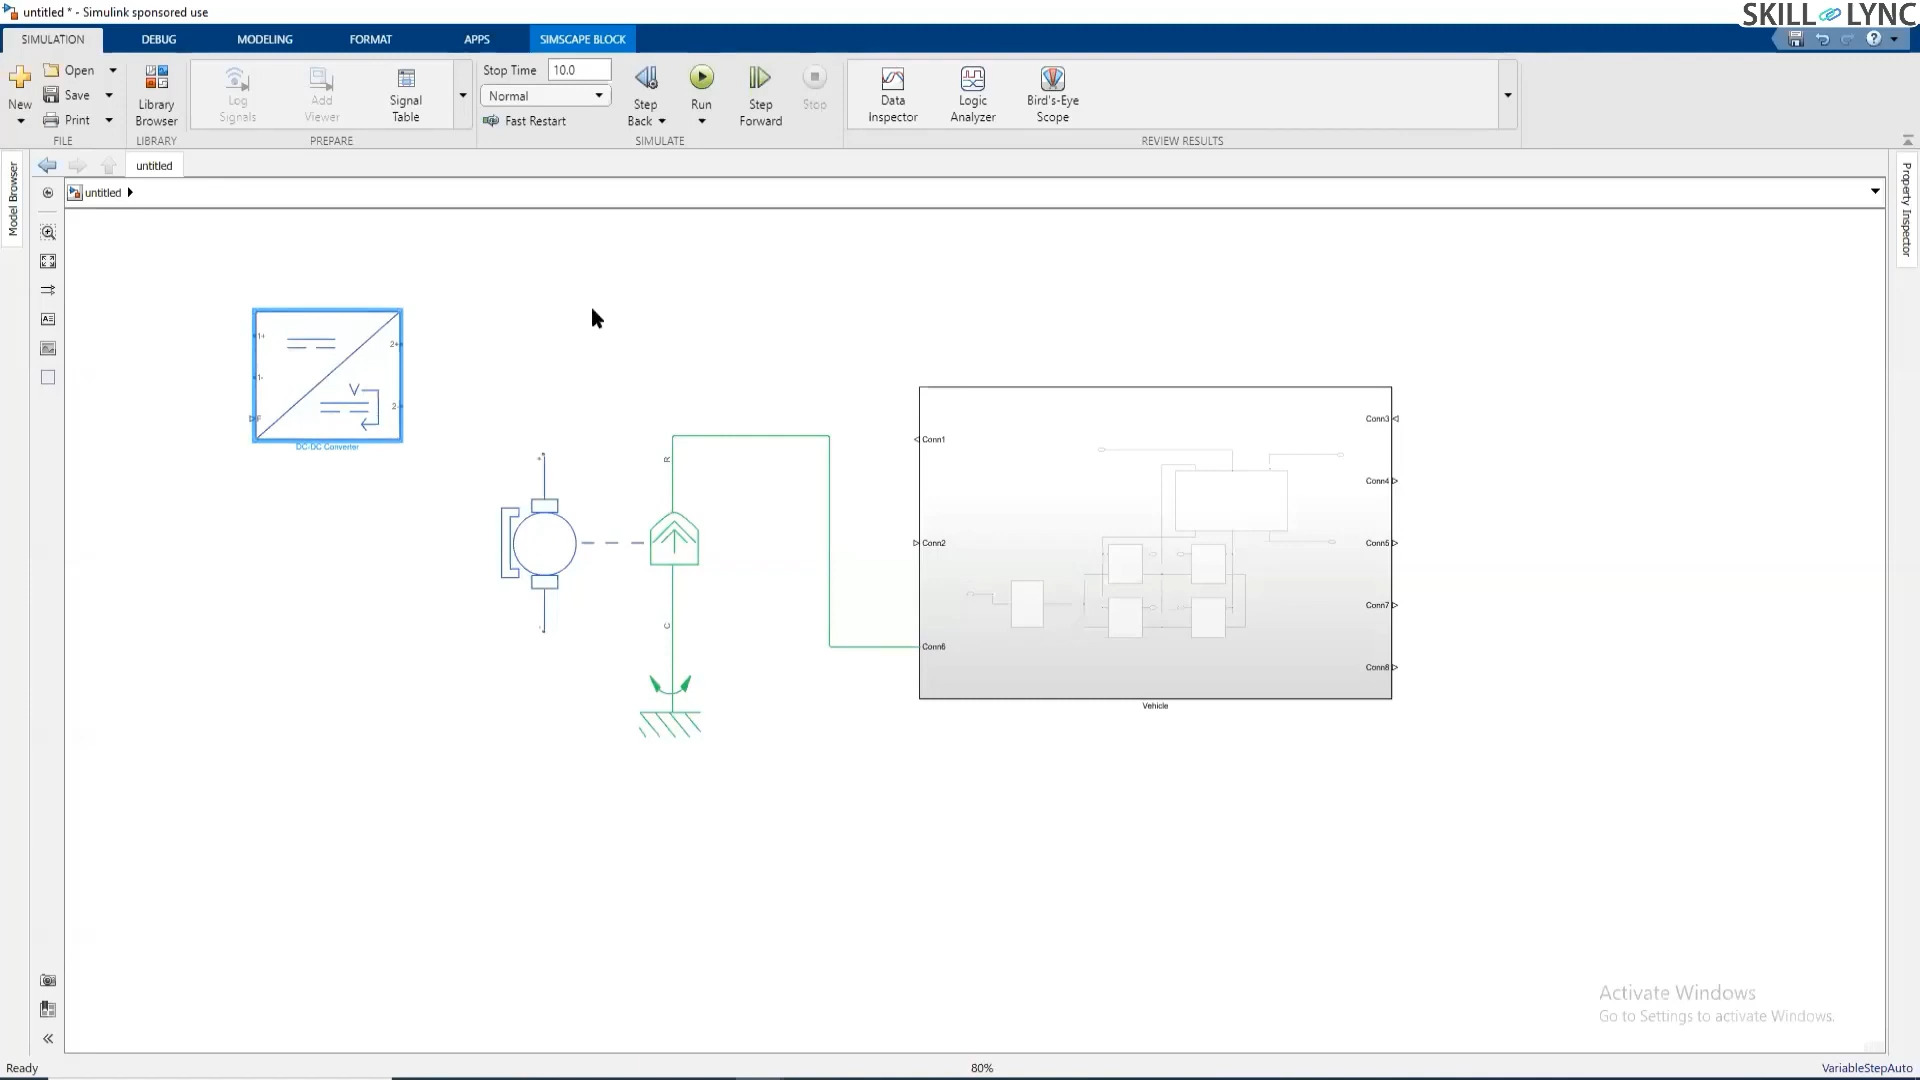 untitled * - Simulink sponsored use
SKILL LYNC
SIMULATION DEBUG MODELING FORMAT APPS SIMSCAPE BLOCK
New
Open
Save
Print
FILE
Library
Browser
LIBRARY
Log
Signals
Add
Viewer
Signal
Table
PREPARE
Stop Time 10.0
Normal
Fast Restart
Step
Back
Run
Step
Forward
Stop
SIMULATE
Data
Inspector
Logic
Analyzer
Bird's-Eye
Scope
REVIEW RESULTS
Model Browser
untitled
untitled
Property Inspector
1+
1-
F
2+
2-
V
DC-DC Converter
+
-
R
C
Conn1
Conn2
Conn6
Conn3
Conn4
Conn5
Conn7
Conn8
Vehicle
Activate Windows
Go to Settings to activate Windows.
Ready 80% VariableStepAuto